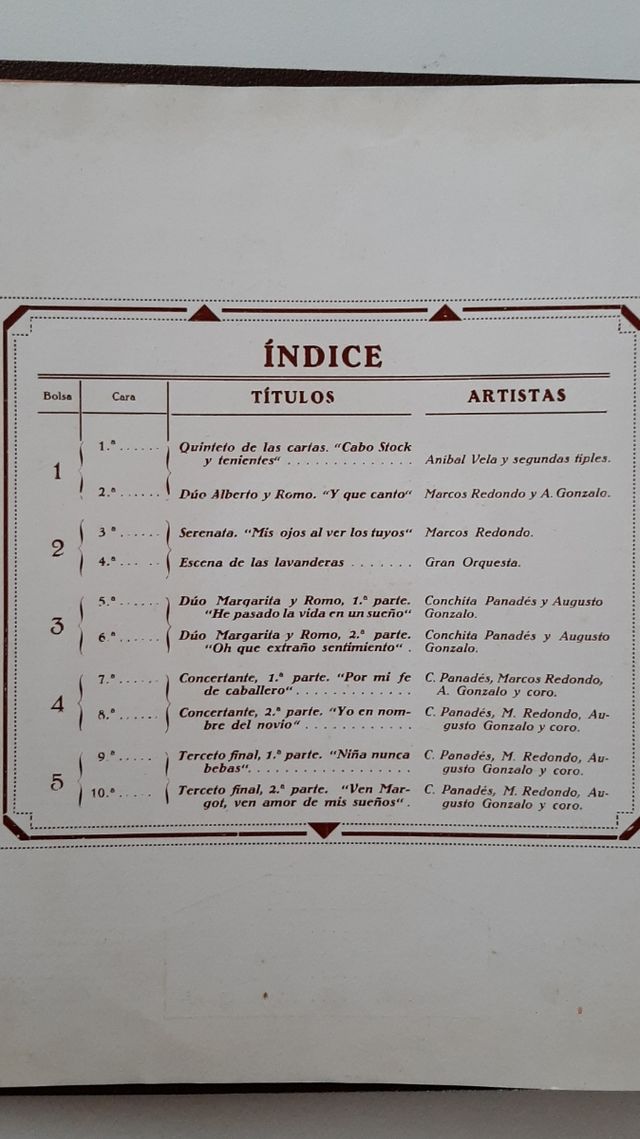 ÍNDICE
Bolsa Cara TÍTULOS ARTISTAS
1 1.ª ...... Quinteto de las cartas. "Cabo Stock
y tenientes" .............. Anibal Vela y segundas tiples.
2.ª ...... Dúo Alberto y Romo. "Y que canto" Marcos Redondo y A. Gonzalo.
2 3 ª ...... Serenata. "Mis ojos al ver los tuyos" Marcos Redondo.
4.ª ... .. Escena de las lavanderas ....... Gran Orquesta.
3 5.ª ...... Dúo Margarita y Romo, 1.ª parte. Conchita Panadés y Augusto
"He pasado la vida en un sueño" Gonzalo.
6.ª ...... Dúo Margarita y Romo, 2.ª parte. Conchita Panadés y Augusto
"Oh que extraño sentimiento" . Gonzalo.
4 7.ª ...... Concertante, 1.ª parte. "Por mi fe C. Panadés, Marcos Redondo,
de caballero" ............. A. Gonzalo y coro.
8.ª ...... Concertante, 2.ª parte. "Yo en nom- C. Panadés, M. Redondo, Au-
bre del novio" ............ gusto Gonzalo y coro.
5 9.ª ...... Terceto final, 1.ª parte. "Niña nunca C. Panadés, M. Redondo, Au-
bebas". .................. gusto Gonzalo y coro.
10.ª ..... Terceto final, 2.ª parte. "Ven Mar- C. Panadés, M. Redondo, Au-
got, ven amor de mis sueños" . gusto Gonzalo y coro.